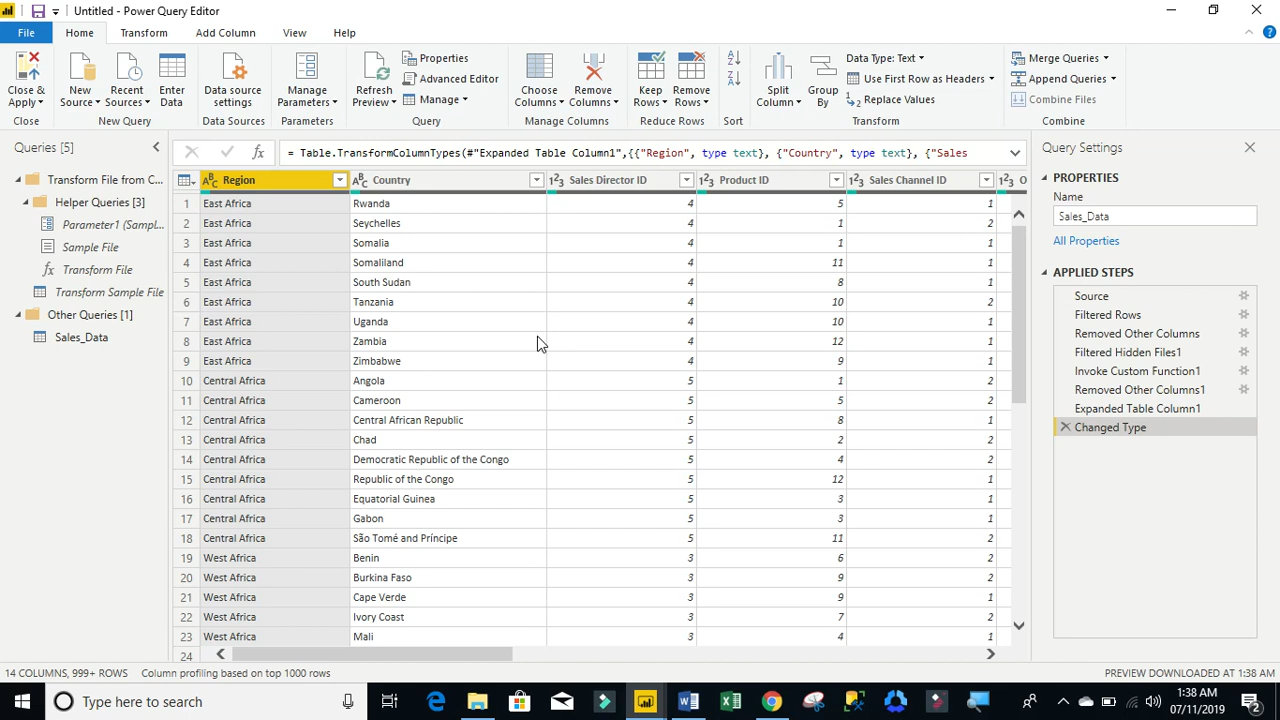 Untitled - Power Query Editor
File Home Transform Add Column View Help
Close & Apply
New Source
Recent Sources
Enter Data
Data source settings
Manage Parameters
Refresh Preview
Properties
Advanced Editor
Manage
Choose Columns
Remove Columns
Keep Rows
Remove Rows
Split Column
Group By
Data Type: Text
Use First Row as Headers
Replace Values
Merge Queries
Append Queries
Combine Files
Close New Query Data Sources Parameters Query Manage Columns Reduce Rows Sort Transform Combine
Queries [5]
Transform File from C...
Helper Queries [3]
Parameter1 (Sampl...
Sample File
Transform File
Transform Sample File
Other Queries [1]
Sales_Data
= Table.TransformColumnTypes(#"Expanded Table Column1",{{"Region", type text}, {"Country", type text}, {"Sales
Region Country Sales Director ID Product ID Sales Channel ID O
1 East Africa Rwanda 4 5 1
2 East Africa Seychelles 4 1 2
3 East Africa Somalia 4 1 1
4 East Africa Somaliland 4 11 1
5 East Africa South Sudan 4 8 1
6 East Africa Tanzania 4 10 2
7 East Africa Uganda 4 10 1
8 East Africa Zambia 4 12 1
9 East Africa Zimbabwe 4 9 1
10 Central Africa Angola 5 1 2
11 Central Africa Cameroon 5 5 2
12 Central Africa Central African Republic 5 8 1
13 Central Africa Chad 5 2 2
14 Central Africa Democratic Republic of the Congo 5 4 2
15 Central Africa Republic of the Congo 5 12 1
16 Central Africa Equatorial Guinea 5 3 1
17 Central Africa Gabon 5 3 1
18 Central Africa São Tomé and Príncipe 5 11 2
19 West Africa Benin 3 6 2
20 West Africa Burkina Faso 3 9 2
21 West Africa Cape Verde 3 9 1
22 West Africa Ivory Coast 3 7 2
23 West Africa Mali 3 4 1
24
Query Settings
PROPERTIES
Name
Sales_Data
All Properties
APPLIED STEPS
Source
Filtered Rows
Removed Other Columns
Filtered Hidden Files1
Invoke Custom Function1
Removed Other Columns1
Expanded Table Column1
Changed Type
14 COLUMNS, 999+ ROWS Column profiling based on top 1000 rows PREVIEW DOWNLOADED AT 1:38 AM
Type here to search
1:38 AM
07/11/2019